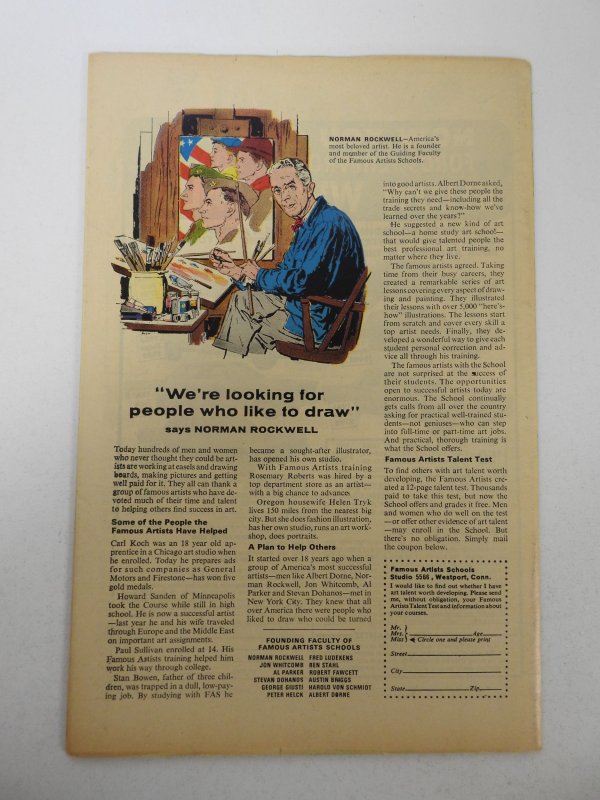 NORMAN ROCKWELL—America's
most beloved artist. He is a founder
and member of the Guiding Faculty
of the Famous Artists Schools.
"We're looking for
people who like to draw"
says NORMAN ROCKWELL
Today hundreds of men and women
who never thought they could be art-
ists are working at easels and drawing
boards, making pictures and getting
well paid for it. They all can thank a
group of famous artists who have de-
voted much of their time and talent
to helping others find success in art.
Some of the People the
Famous Artists Have Helped
Carl Koch was an 18 year old ap-
prentice in a Chicago art studio when
he enrolled. Today he prepares ads
for such companies as General
Motors and Firestone—has won five
gold medals.
Howard Sanden of Minneapolis
took the Course while still in high
school. He is now a successful artist
—last year he and his wife traveled
through Europe and the Middle East
on important art assignments.
Paul Sullivan enrolled at 14. His
Famous Artists training helped him
work his way through college.
Stan Bowen, father of three chil-
dren, was trapped in a dull, low-pay-
ing job. By studying with FAS he
became a sought-after illustrator,
has opened his own studio.
With Famous Artists training
Rosemary Roberts was hired by a
top department store as an artist—
with a big chance to advance.
Oregon housewife Helen Tryk
lives 150 miles from the nearest big
city. But she does fashion illustration,
has her own studio, runs an art work-
shop, does portraits.
A Plan to Help Others
It started over 18 years ago when a
group of America's most successful
artists—men like Albert Dorne, Nor-
man Rockwell, Jon Whitcomb, Al
Parker and Stevan Dohanos—met in
New York City. They knew that all
over America there were people who
liked to draw who could be turned
FOUNDING FACULTY OF
FAMOUS ARTISTS SCHOOLS
NORMAN ROCKWELL FRED LUDEKENS
JON WHITCOMB BEN STAHL
AL PARKER ROBERT FAWCETT
STEVAN DOHANOS AUSTIN BRIGGS
GEORGE GIUSTI HAROLD VON SCHMIDT
PETER HELCK ALBERT DORNE
into good artists. Albert Dorne asked,
"Why can't we give these people the
training they need—including all the
trade secrets and know-how we've
learned over the years?"
He suggested a new kind of art
school—a home study art school—
that would give talented people the
best professional art training, no
matter where they live.
The famous artists agreed. Taking
time from their busy careers, they
created a remarkable series of art
lessons covering every aspect of draw-
ing and painting. They illustrated
their lessons with over 5,000 "here's-
how" illustrations. The lessons start
from scratch and cover every skill a
top artist needs. Finally, they de-
veloped a wonderful way to give each
student personal correction and ad-
vice all through his training.
The famous artists with the School
are not surprised at the success of
their students. The opportunities
open to successful artists today are
enormous. The School continually
gets calls from all over the country
asking for practical well-trained stu-
dents—not geniuses—who can step
into full-time or part-time art jobs.
And practical, thorough training is
what the School offers.
Famous Artists Talent Test
To find others with art talent worth
developing, the Famous Artists cre-
ated a 12-page talent test. Thousands
paid to take this test, but now the
School offers and grades it free. Men
and women who do well on the test
—or offer other evidence of art talent
—may enroll in the School. But
there's no obligation. Simply mail
the coupon below.
Famous Artists Schools
Studio 5566, Westport, Conn.
I would like to find out whether I have
art talent worth developing. Please send
me, without obligation, your Famous
Artists Talent Test and information about
your courses.
Mr.
Mrs. Age
Miss Circle one and please print
Street
City
State Zip